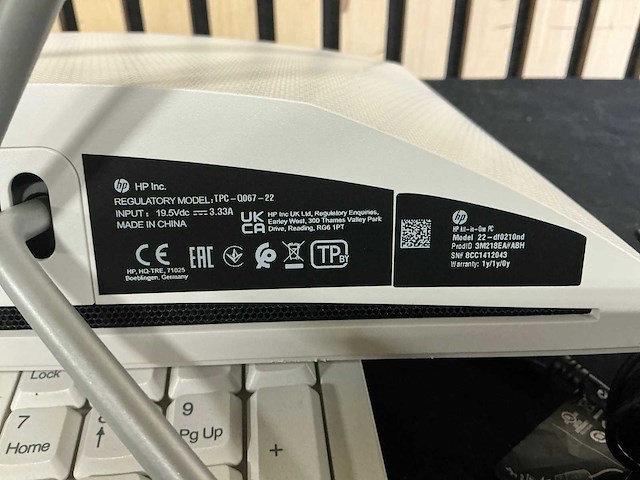 hp HP Inc.
REGULATORY MODEL: TPC-Q067-22
INPUT: 19.5Vdc 3.33A
MADE IN CHINA
UK
CA
HP Inc UK Ltd, Regulatory Enquiries,
Earley West, 300 Thames Valley Park
Drive, Reading, RG6 1PT
CE
HP, HQ-TRE, 71025
Boeblingen, Germany
EAC
TP
BY
hp
HP All-in-One PC
Model 22-df0210nd
ProdID 3M218EA#ABH
SN# 8CC1412043
Warranty: 1y/1y/0y
Lock
7
Home
8
↑
9
Pg Up
+